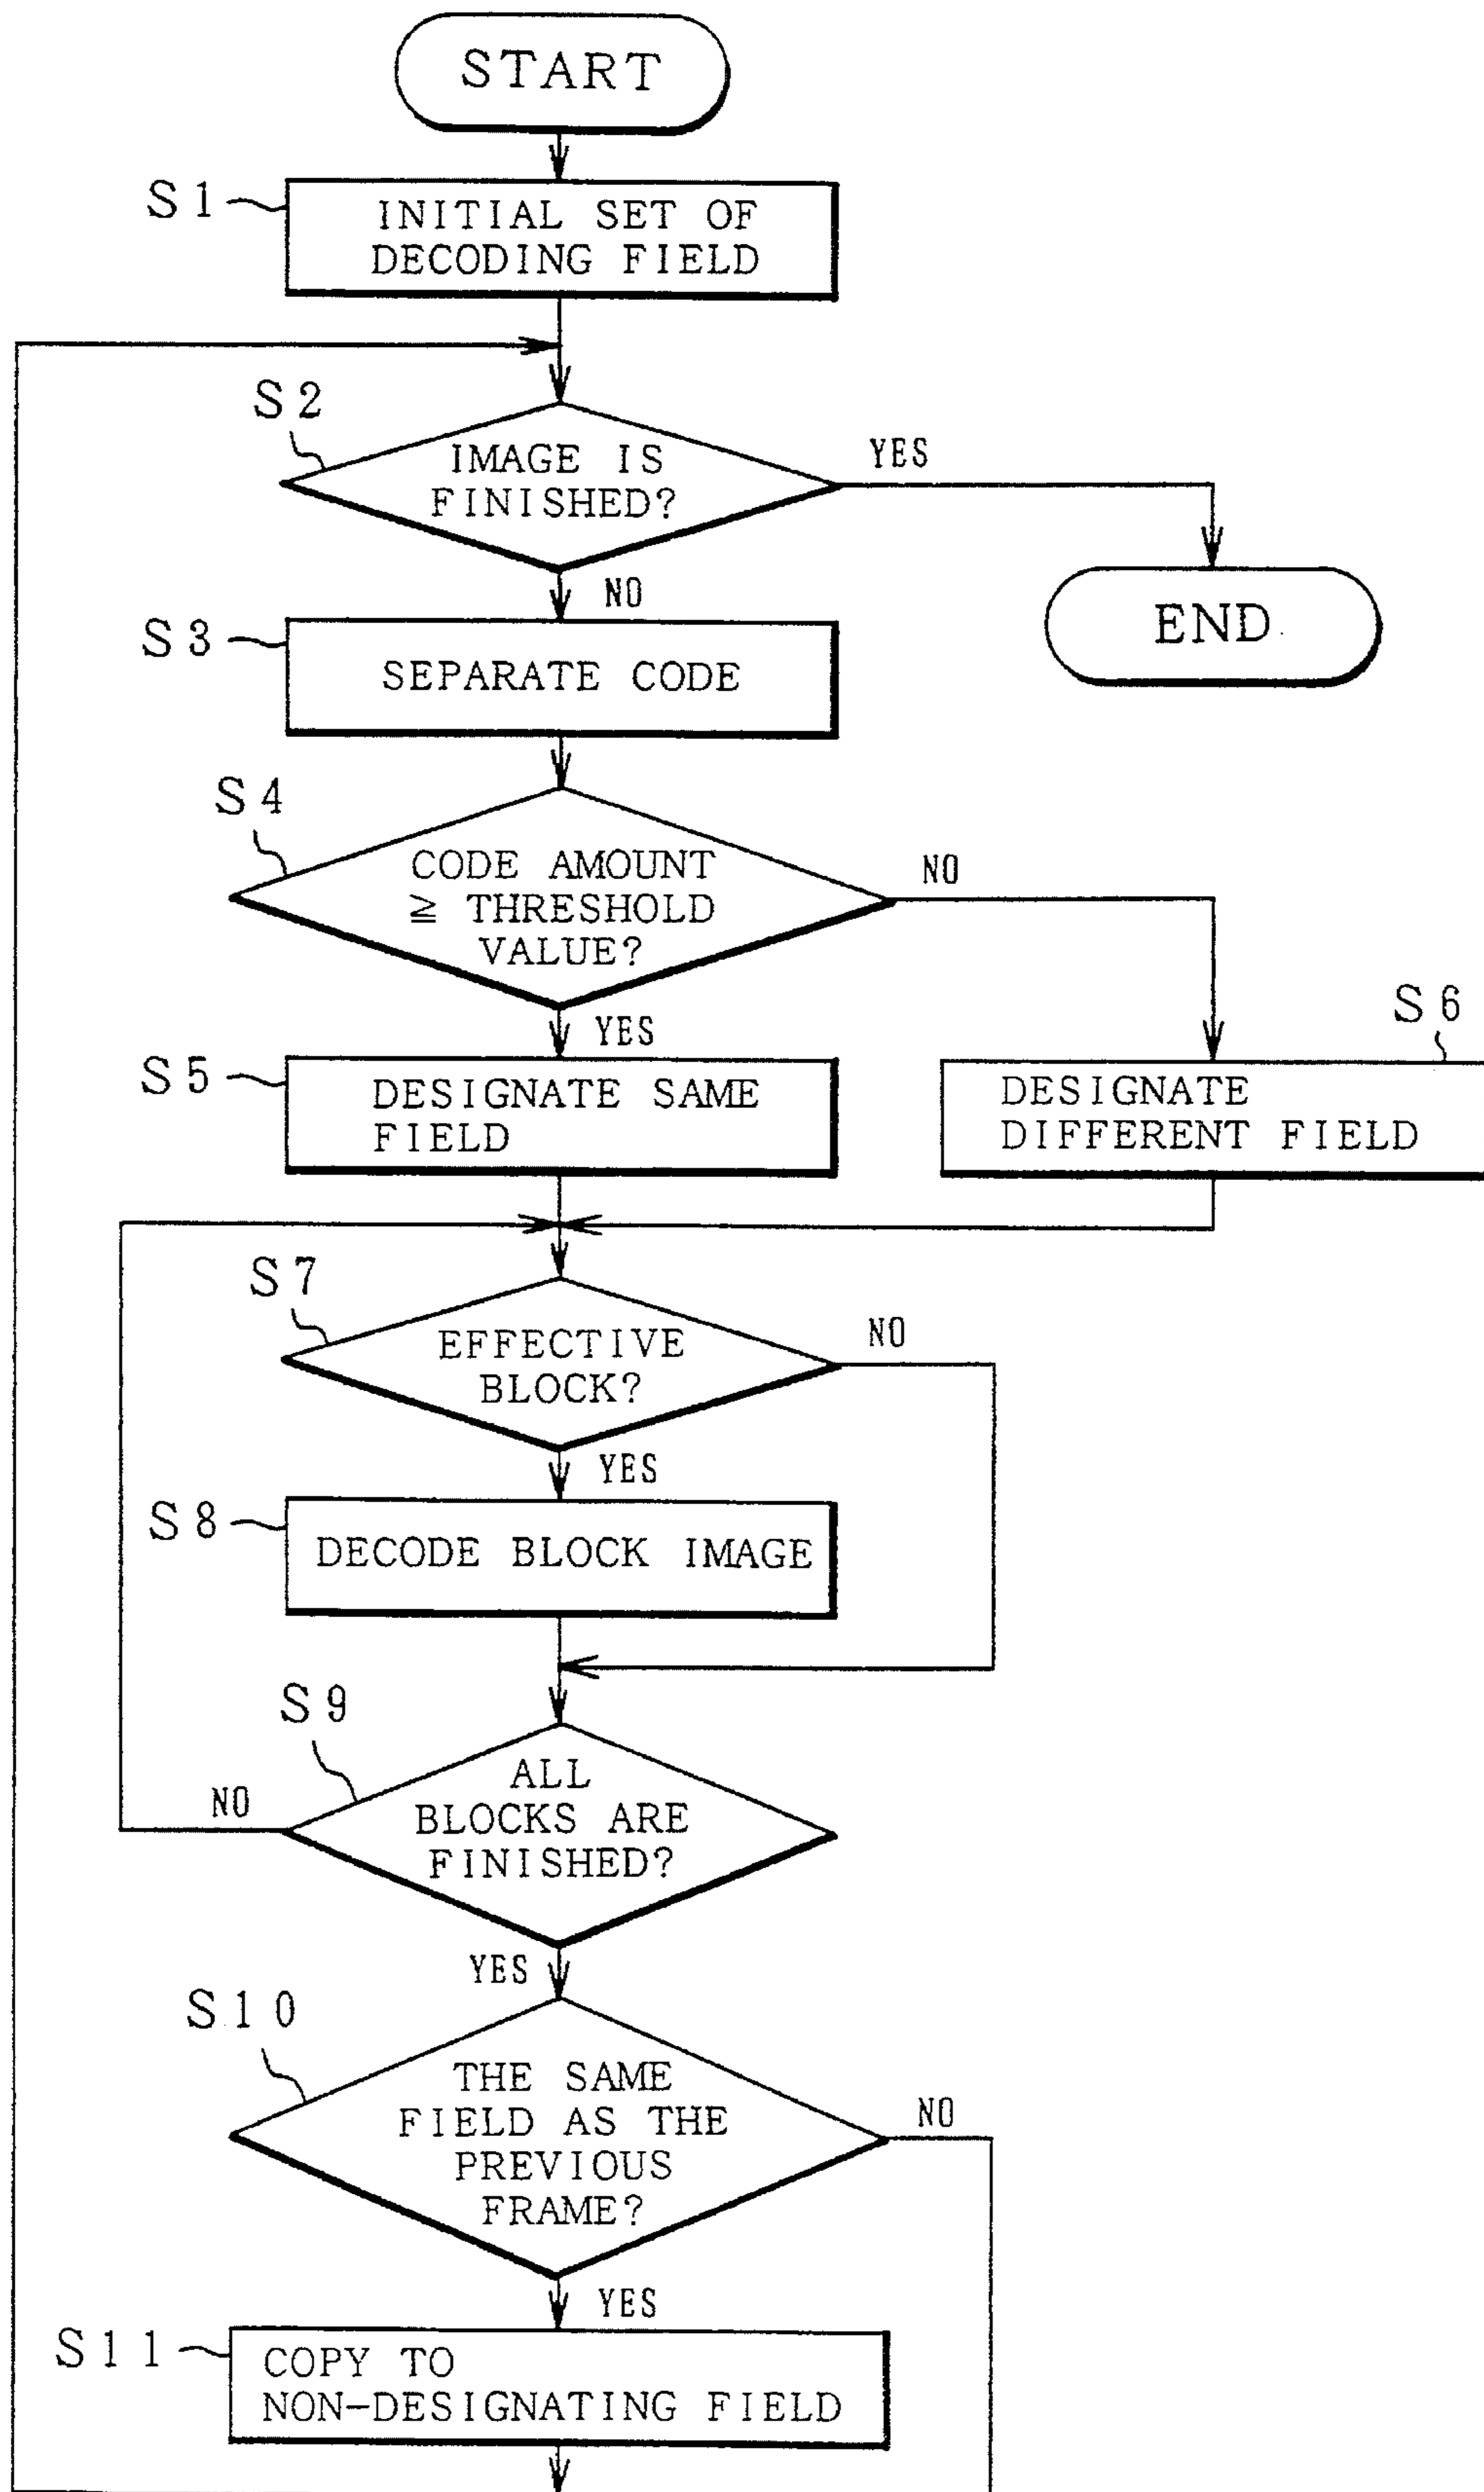 START
S1
INITIAL SET OF
DECODING FIELD
S2
IMAGE IS
FINISHED?
YES
NO
END
S3
SEPARATE CODE
S4
CODE AMOUNT
≧ THRESHOLD
VALUE?
NO
YES
S5
DESIGNATE SAME
FIELD
S6
DESIGNATE
DIFFERENT FIELD
S7
EFFECTIVE
BLOCK?
NO
YES
S8
DECODE BLOCK IMAGE
S9
ALL
BLOCKS ARE
FINISHED?
NO
YES
S10
THE SAME
FIELD AS THE
PREVIOUS
FRAME?
NO
YES
S11
COPY TO
NON-DESIGNATING FIELD